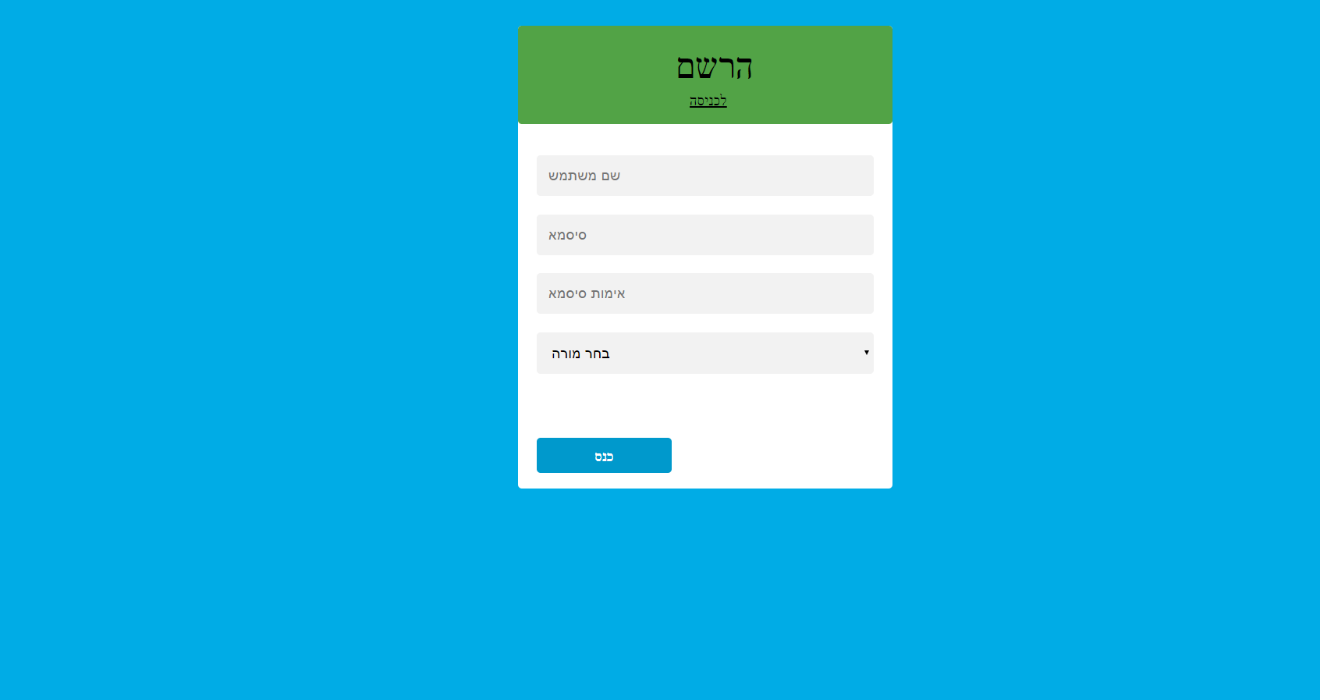 הרשם
לכניסה
שם משתמש
סיסמא
אימות סיסמא
בחר מורה
כנס